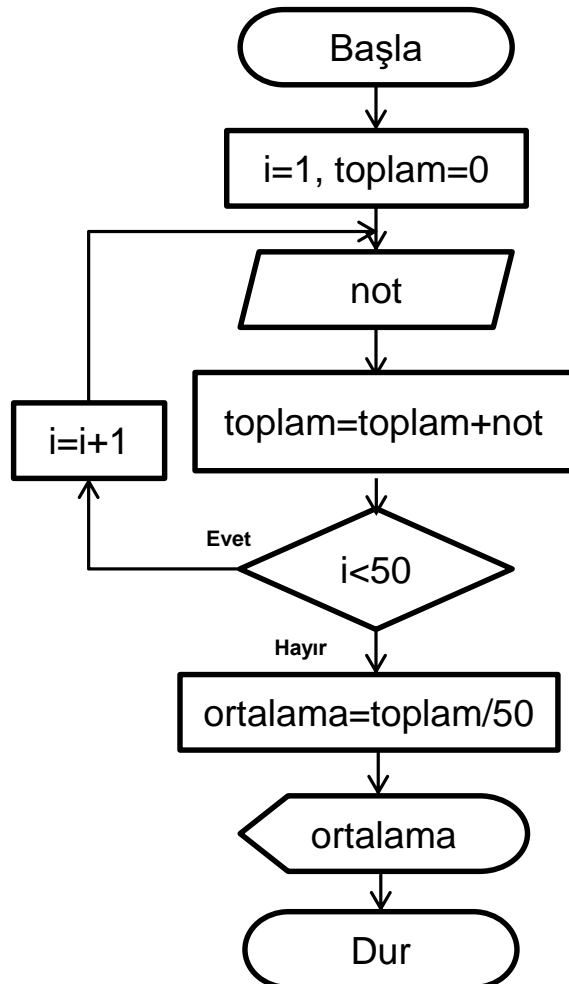 Başla
i=1, toplam=0
not
toplam=toplam+not
i=i+1
Evet
i<50
Hayır
ortalama=toplam/50
ortalama
Dur